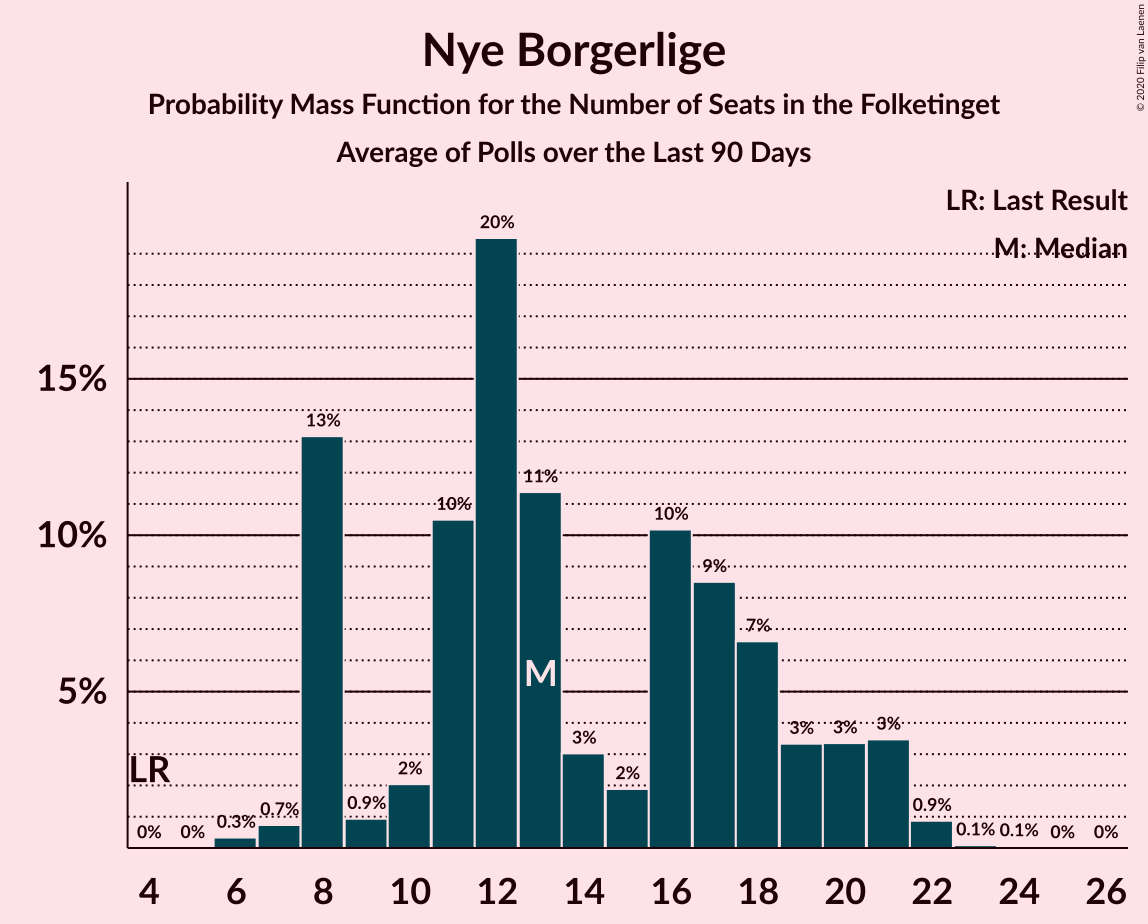 Nye Borgerlige
Probability Mass Function for the Number of Seats in the Folketinget
Average of Polls over the Last 90 Days
© 2020 Filip van Laenen
LR: Last Result
M: Median
15%
10%
5%
LR
M
0%
0%
0.3%
0.7%
13%
0.9%
2%
10%
20%
11%
3%
2%
10%
9%
7%
3%
3%
3%
0.9%
0.1%
0.1%
0%
0%
4 6 8 10 12 14 16 18 20 22 24 26